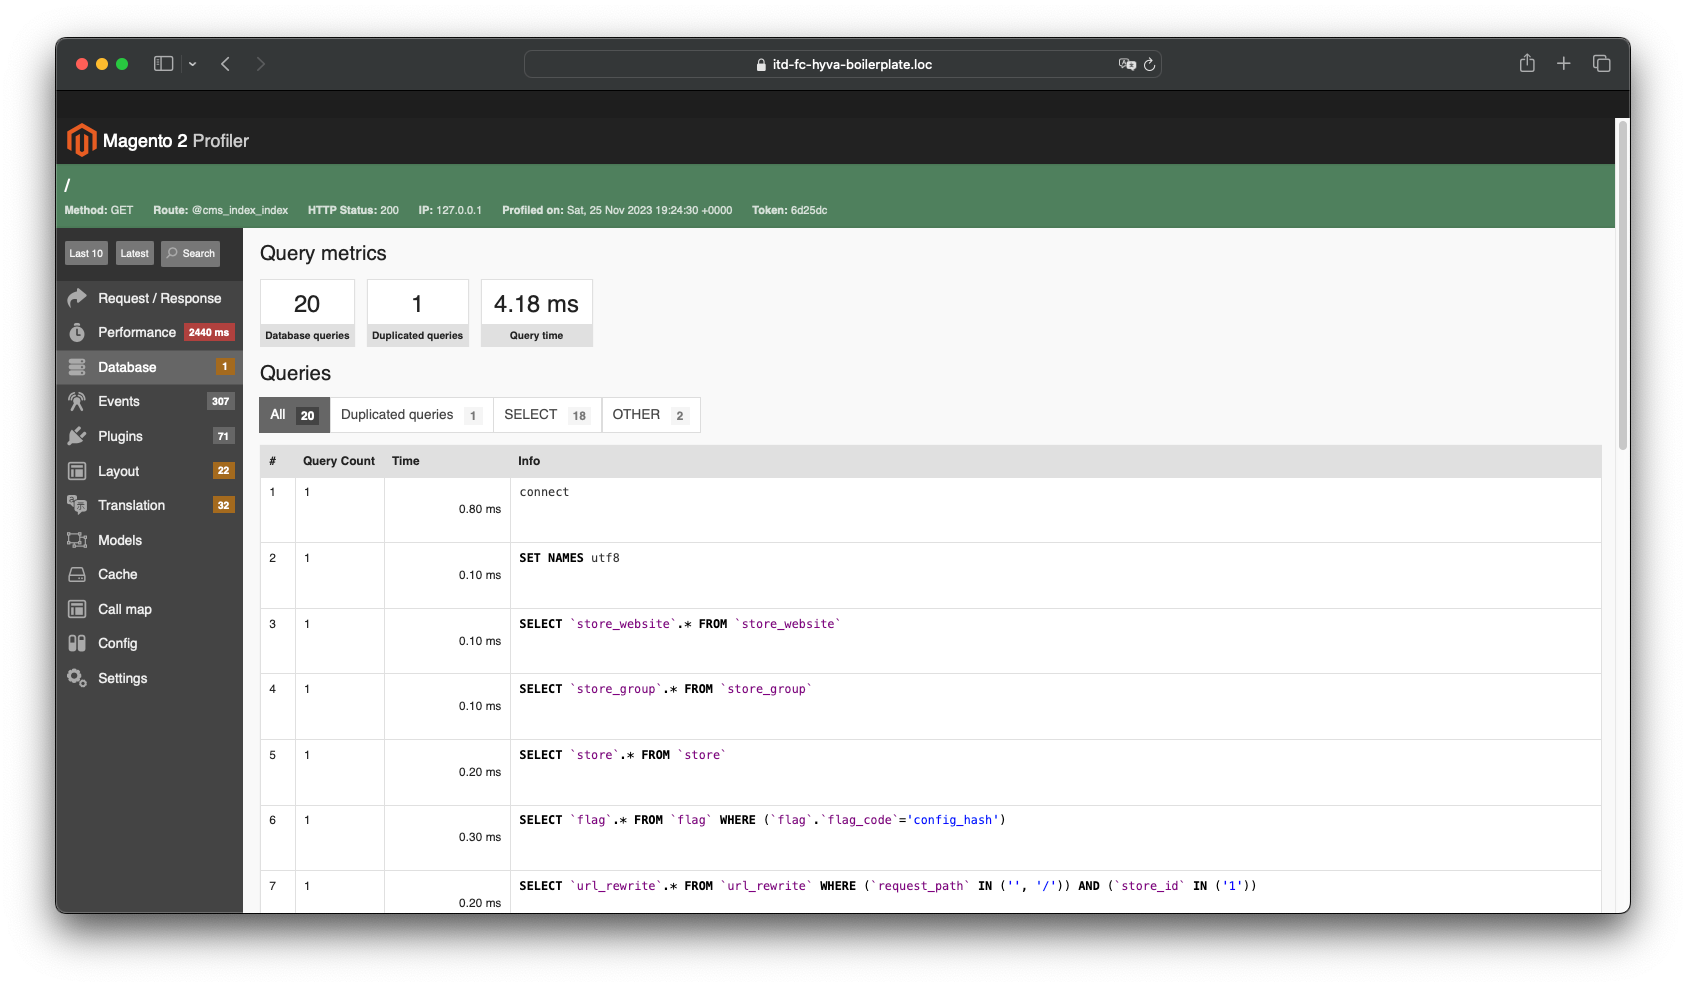 itd-fc-hyva-boilerplate.loc
Magento 2 Profiler
/
Method: GET Route: @cms_index_index HTTP Status: 200 IP: 127.0.0.1 Profiled on: Sat, 25 Nov 2023 19:24:30 +0000 Token: 6d25dc
Last 10 Latest Search
Request / Response
Performance 2440 ms
Database 1
Events 307
Plugins 71
Layout 22
Translation 32
Models
Cache
Call map
Config
Settings
Query metrics
20 1 4.18 ms
Database queries Duplicated queries Query time
Queries
All 20 Duplicated queries 1 SELECT 18 OTHER 2
# Query Count Time Info
1 1 0.80 ms connect
2 1 0.10 ms SET NAMES utf8
3 1 0.10 ms SELECT `store_website`.* FROM `store_website`
4 1 0.10 ms SELECT `store_group`.* FROM `store_group`
5 1 0.20 ms SELECT `store`.* FROM `store`
6 1 0.30 ms SELECT `flag`.* FROM `flag` WHERE (`flag`.`flag_code`='config_hash')
7 1 0.20 ms SELECT `url_rewrite`.* FROM `url_rewrite` WHERE (`request_path` IN ('', '/')) AND (`store_id` IN ('1'))